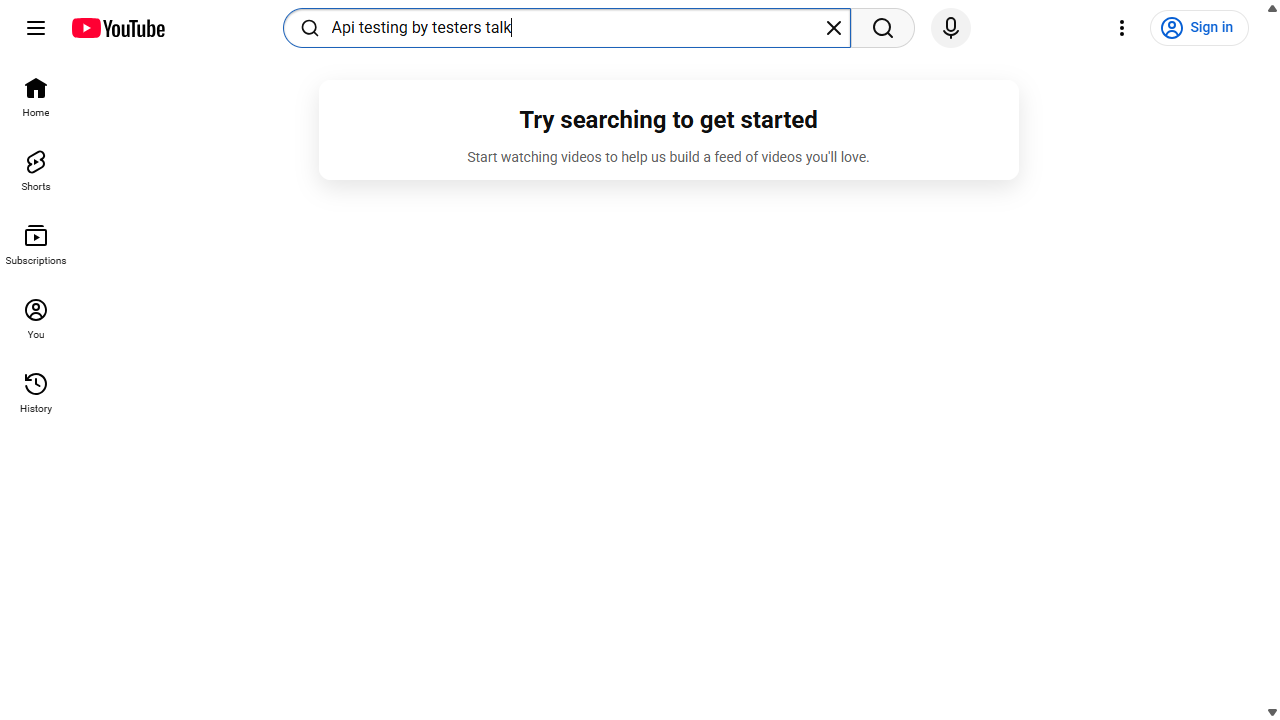 YouTube
Api testing by testers talk
Sign in
Home
Shorts
Subscriptions
You
History
Try searching to get started
Start watching videos to help us build a feed of videos you'll love.